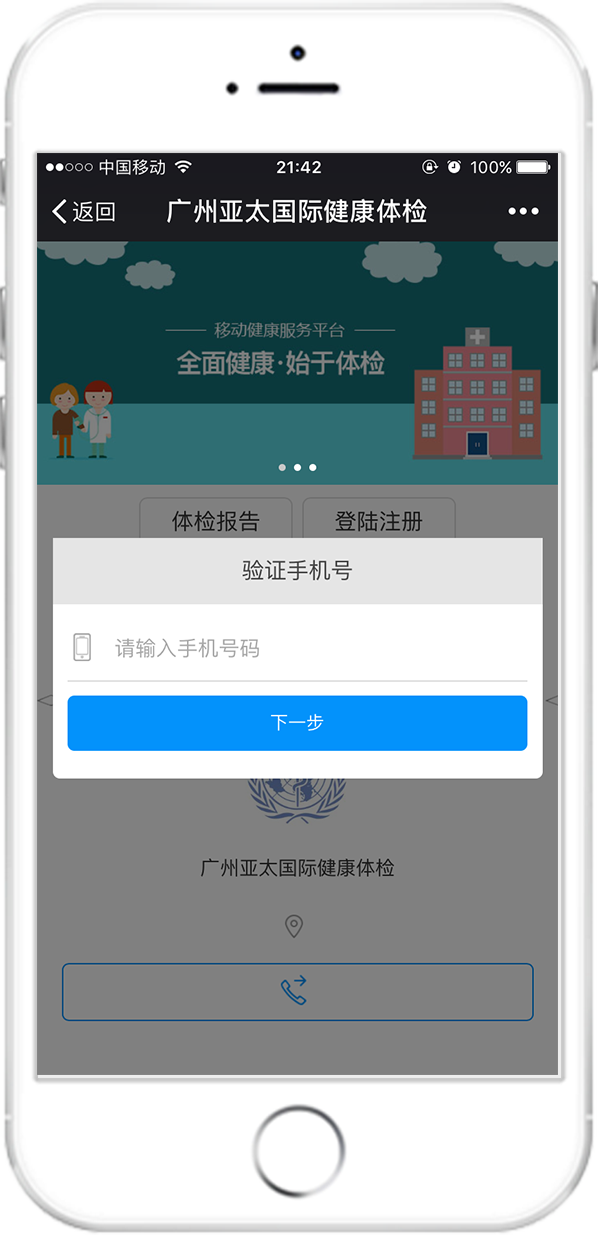 中国移动 21:42 100%
返回 广州亚太国际健康体检
移动健康服务平台
全面健康·始于体检
体检报告 登陆注册
验证手机号
请输入手机号码
下一步
广州亚太国际健康体检